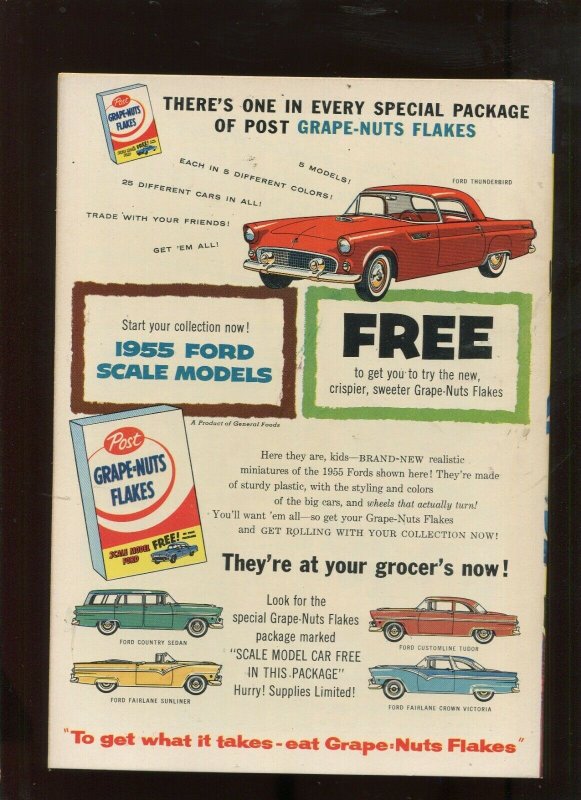 Post
GRAPE-NUTS
FLAKES
THERE'S ONE IN EVERY SPECIAL PACKAGE
OF POST GRAPE-NUTS FLAKES
5 MODELS!
EACH IN 5 DIFFERENT COLORS!
25 DIFFERENT CARS IN ALL!
TRADE WITH YOUR FRIENDS!
GET 'EM ALL!
FORD THUNDERBIRD
Start your collection now!
1955 FORD
SCALE MODELS
FREE
to get you to try the new,
crispier, sweeter Grape-Nuts Flakes
A Product of General Foods
Post
GRAPE-NUTS
FLAKES
SCALE MODEL FREE!
FORD
Here they are, kids—BRAND-NEW realistic
miniatures of the 1955 Fords shown here! They're made
of sturdy plastic, with the styling and colors
of the big cars, and wheels that actually turn!
You'll want 'em all—so get your Grape-Nuts Flakes
and GET ROLLING WITH YOUR COLLECTION NOW!
They're at your grocer's now!
FORD COUNTRY SEDAN
FORD FAIRLANE SUNLINER
Look for the
special Grape-Nuts Flakes
package marked
"SCALE MODEL CAR FREE
IN THIS PACKAGE"
Hurry! Supplies Limited!
FORD CUSTOMLINE TUDOR
FORD FAIRLANE CROWN VICTORIA
"To get what it takes-eat Grape-Nuts Flakes"